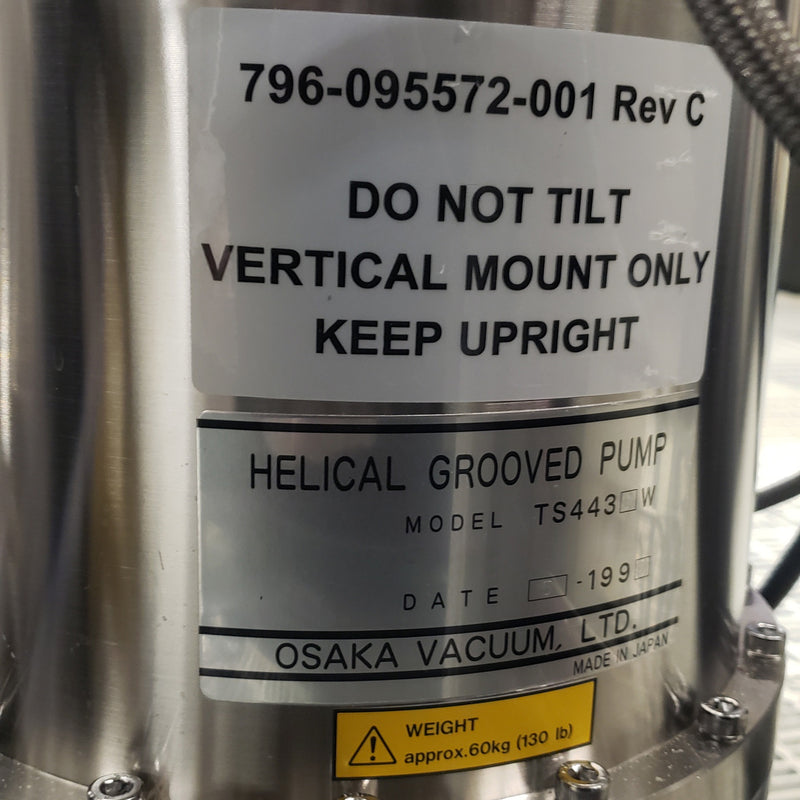 796-095572-001 Rev C
DO NOT TILT
VERTICAL MOUNT ONLY
KEEP UPRIGHT
HELICAL GROOVED PUMP
MODEL TS443□W
DATE □-199□
OSAKA VACUUM, LTD.
MADE IN JAPAN
WEIGHT
approx.60kg (130 lb)